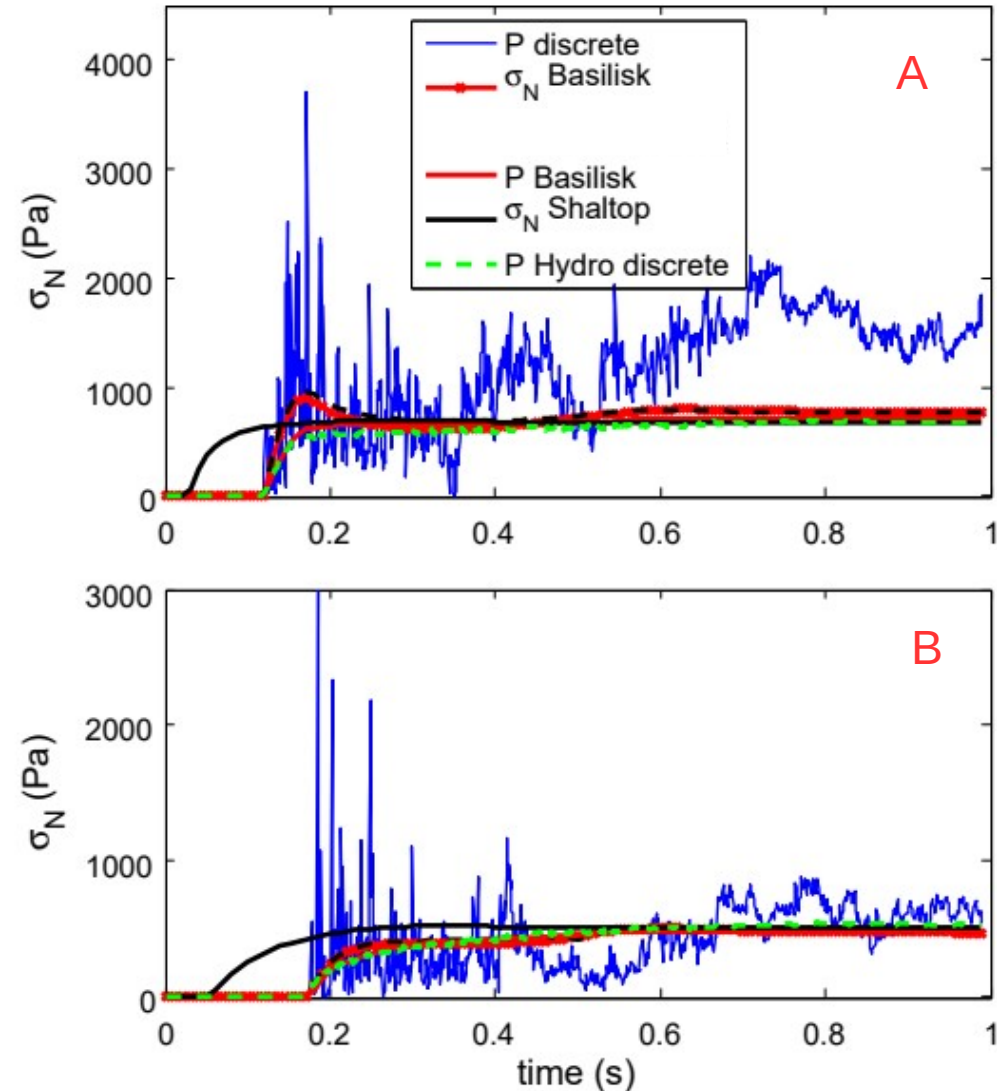 4000
3000
2000
1000
0
σN (Pa)
P discrete
σN Basilisk
P Basilisk
σN Shaltop
P Hydro discrete
A
0 0.2 0.4 0.6 0.8 1
3000
2000
1000
0
σN (Pa)
B
0 0.2 0.4 0.6 0.8 1
time (s)